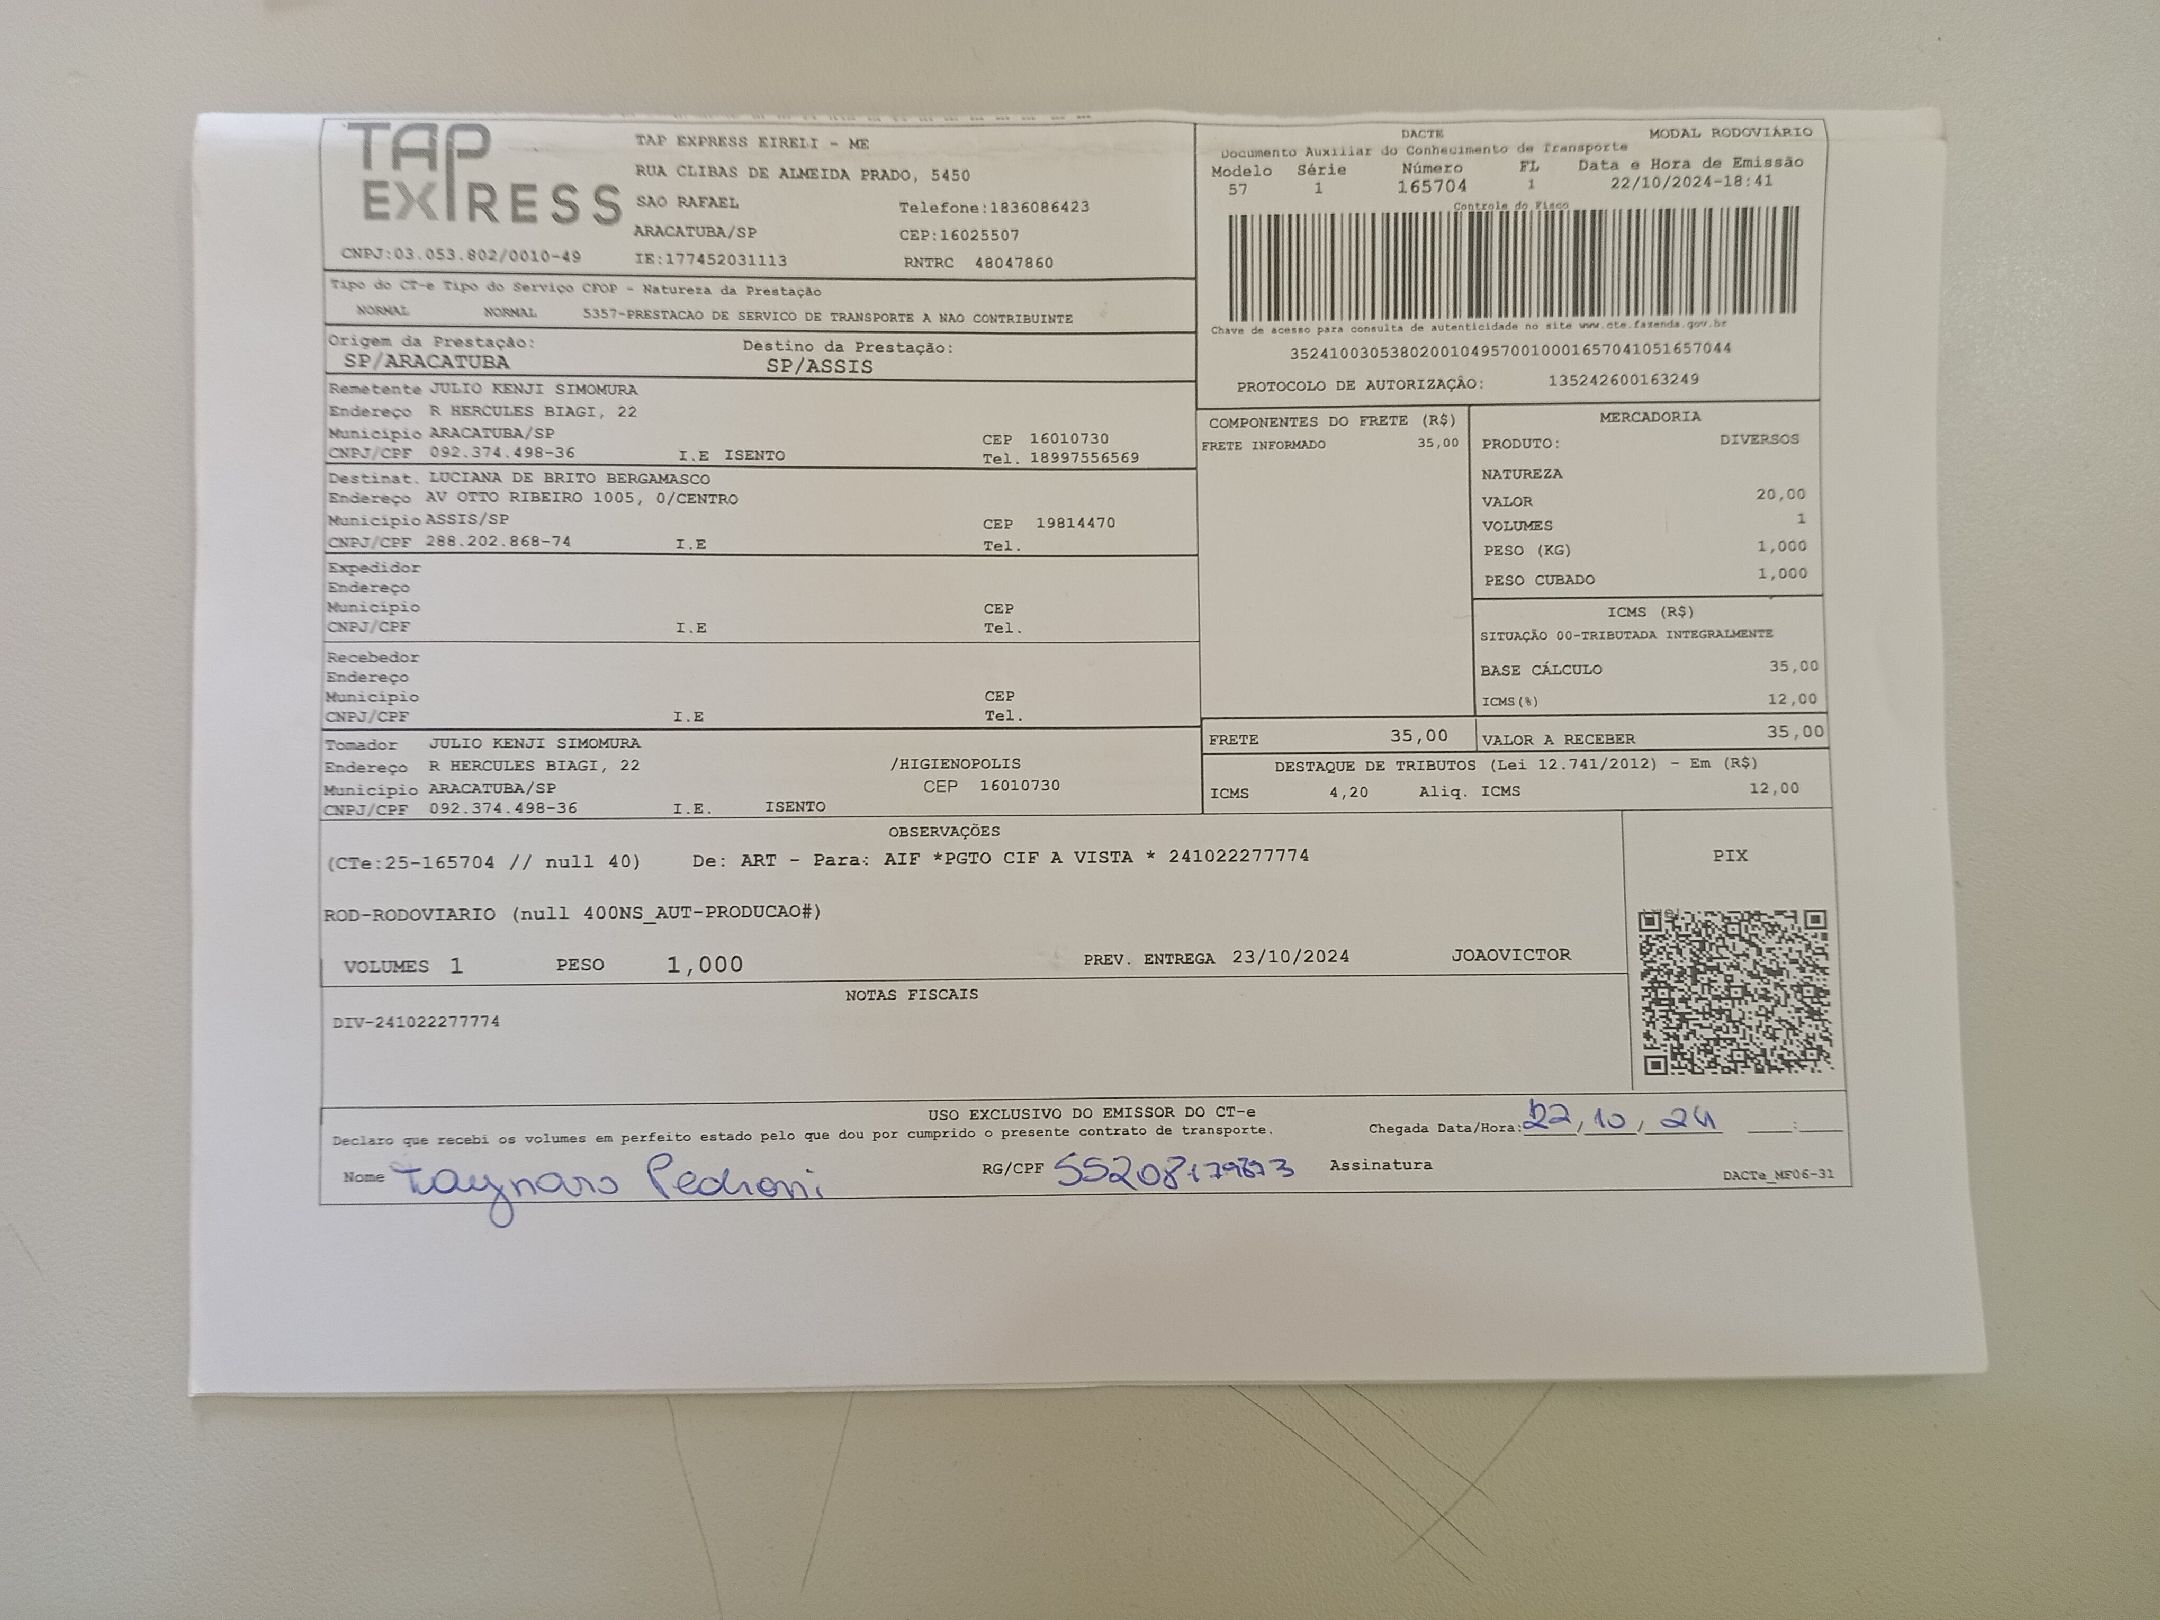 TAP EXPRESS
CNPJ:03.053.802/0010-49
TAP EXPRESS EIRELI - ME
RUA CLIBAS DE ALMEIDA PRADO, 5450
SAO RAFAEL Telefone:1836086423
ARACATUBA/SP CEP:16025507
IE:177452031113 RNTRC 48047860
DACTE MODAL RODOVIÁRIO
Documento Auxiliar do Conhecimento de Transporte
Modelo Série Número FL Data e Hora de Emissão
57 1 165704 1 22/10/2024-18:41
Controle do Fisco
Chave de acesso para consulta de autenticidade no site www.cte.fazenda.gov.br
35241003053802001049570010001657041051657044
PROTOCOLO DE AUTORIZAÇÃO: 135242600163249
Tipo do CT-e Tipo do Serviço CFOP - Natureza da Prestação
NORMAL NORMAL 5357-PRESTACAO DE SERVICO DE TRANSPORTE A NAO CONTRIBUINTE
Origem da Prestação: Destino da Prestação:
SP/ARACATUBA SP/ASSIS
Remetente JULIO KENJI SIMOMURA
Endereço R HERCULES BIAGI, 22
Município ARACATUBA/SP CEP 16010730
CNPJ/CPF 092.374.498-36 I.E ISENTO Tel. 18997556569
Destinat. LUCIANA DE BRITO BERGAMASCO
Endereço AV OTTO RIBEIRO 1005, 0/CENTRO
Município ASSIS/SP CEP 19814470
CNPJ/CPF 288.202.868-74 I.E Tel.
Expedidor
Endereço
Município CEP
CNPJ/CPF I.E Tel.
Recebedor
Endereço
Município CEP
CNPJ/CPF I.E Tel.
Tomador JULIO KENJI SIMOMURA
Endereço R HERCULES BIAGI, 22 /HIGIENOPOLIS
Município ARACATUBA/SP CEP 16010730
CNPJ/CPF 092.374.498-36 I.E. ISENTO
COMPONENTES DO FRETE (R$)
FRETE INFORMADO 35,00
MERCADORIA
PRODUTO: DIVERSOS
NATUREZA
VALOR 20,00
VOLUMES 1
PESO (KG) 1,000
PESO CUBADO 1,000
ICMS (R$)
SITUAÇÃO 00-TRIBUTADA INTEGRALMENTE
BASE CÁLCULO 35,00
ICMS(%) 12,00
FRETE 35,00 VALOR A RECEBER 35,00
DESTAQUE DE TRIBUTOS (Lei 12.741/2012) - Em (R$)
ICMS 4,20 Aliq. ICMS 12,00
OBSERVAÇÕES
(CTe:25-165704 // null 40) De: ART - Para: AIF *PGTO CIF A VISTA * 241022277774
ROD-RODOVIARIO (null 400NS_AUT-PRODUCAO#)
VOLUMES 1 PESO 1,000 PREV. ENTREGA 23/10/2024 JOAOVICTOR
PIX
NOTAS FISCAIS
DIV-241022277774
USO EXCLUSIVO DO EMISSOR DO CT-e
Declaro que recebi os volumes em perfeito estado pelo que dou por cumprido o presente contrato de transporte. Chegada Data/Hora: 22, 10, 24 :
Nome Taynara Pedroni RG/CPF Assinatura
DACTe_MF06-31